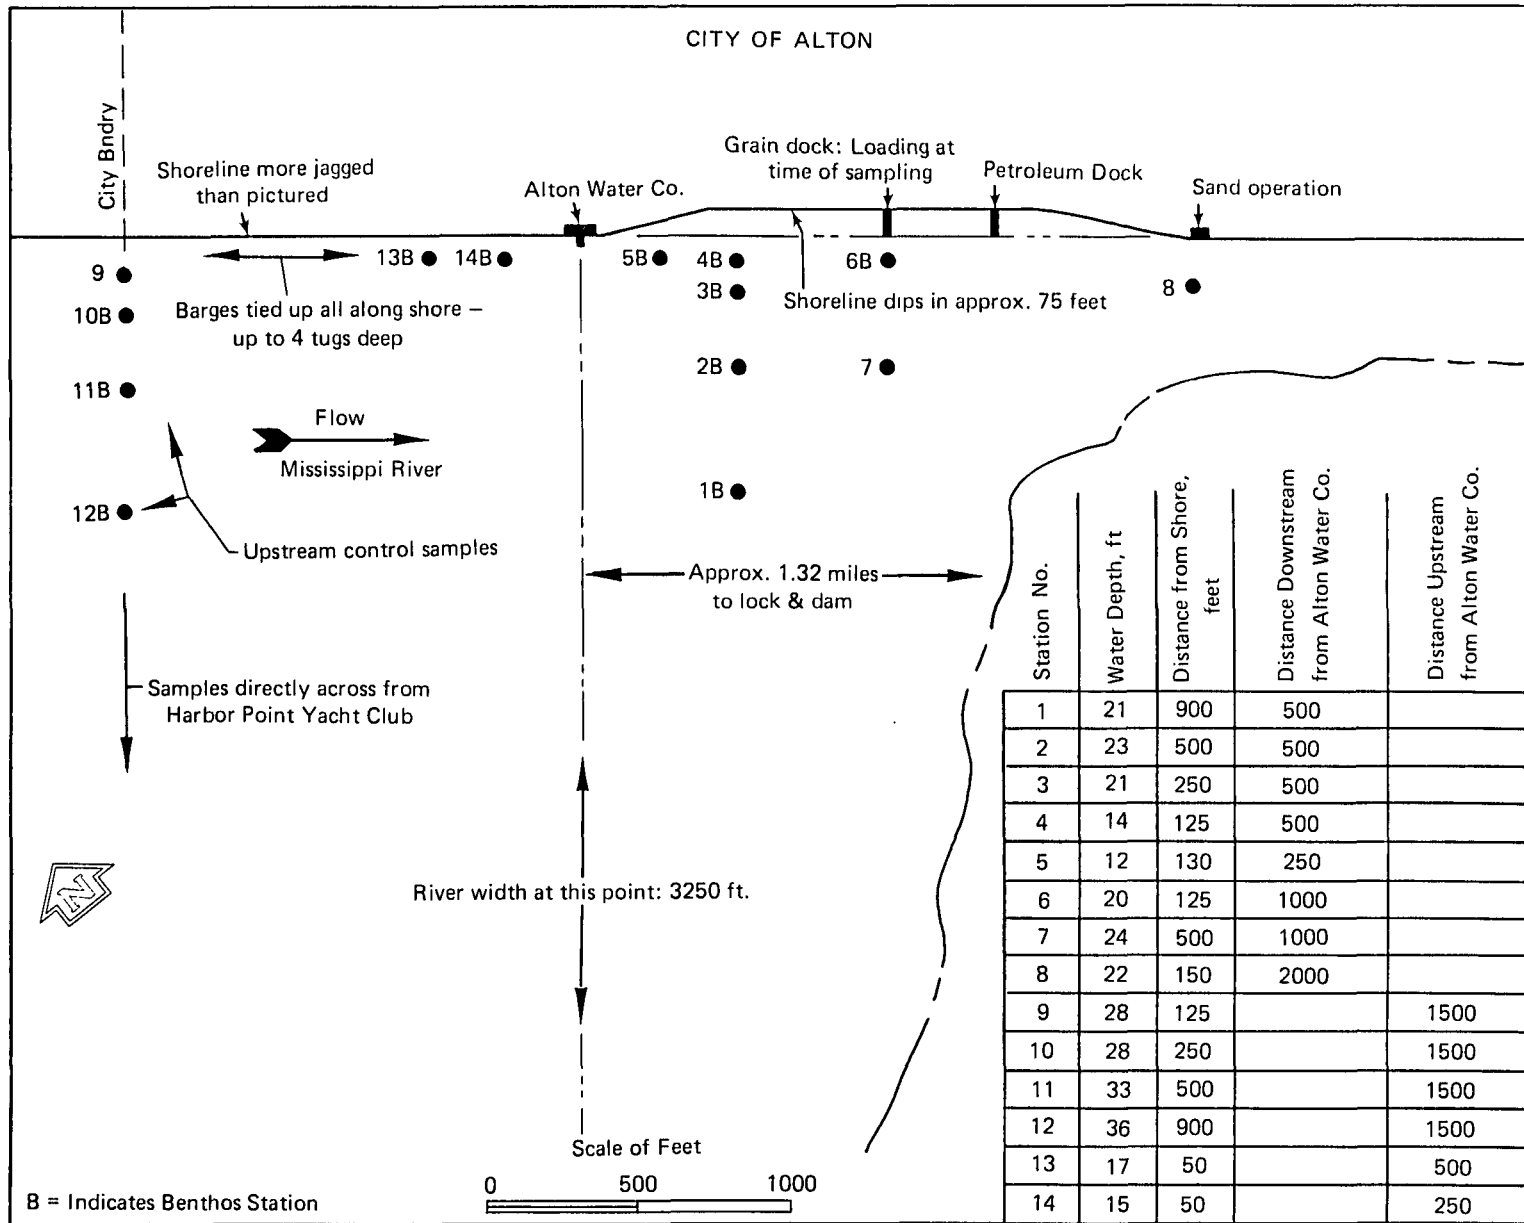 CITY OF ALTON
City Bndry
Shoreline more jagged
than pictured
Alton Water Co.
Grain dock: Loading at
time of sampling
Petroleum Dock
Sand operation
9
10B
11B
12B
13B
14B
5B
4B
3B
2B
1B
6B
7
8
Barges tied up all along shore –
up to 4 tugs deep
Shoreline dips in approx. 75 feet
Flow
Mississippi River
Upstream control samples
Approx. 1.32 miles
to lock & dam
Samples directly across from
Harbor Point Yacht Club
N
River width at this point: 3250 ft.
Scale of Feet
0 500 1000
B = Indicates Benthos Station
Station No.
Water Depth, ft
Distance from Shore,
feet
Distance Downstream
from Alton Water Co.
Distance Upstream
from Alton Water Co.
1 21 900 500
2 23 500 500
3 21 250 500
4 14 125 500
5 12 130 250
6 20 125 1000
7 24 500 1000
8 22 150 2000
9 28 125 1500
10 28 250 1500
11 33 500 1500
12 36 900 1500
13 17 50 500
14 15 50 250